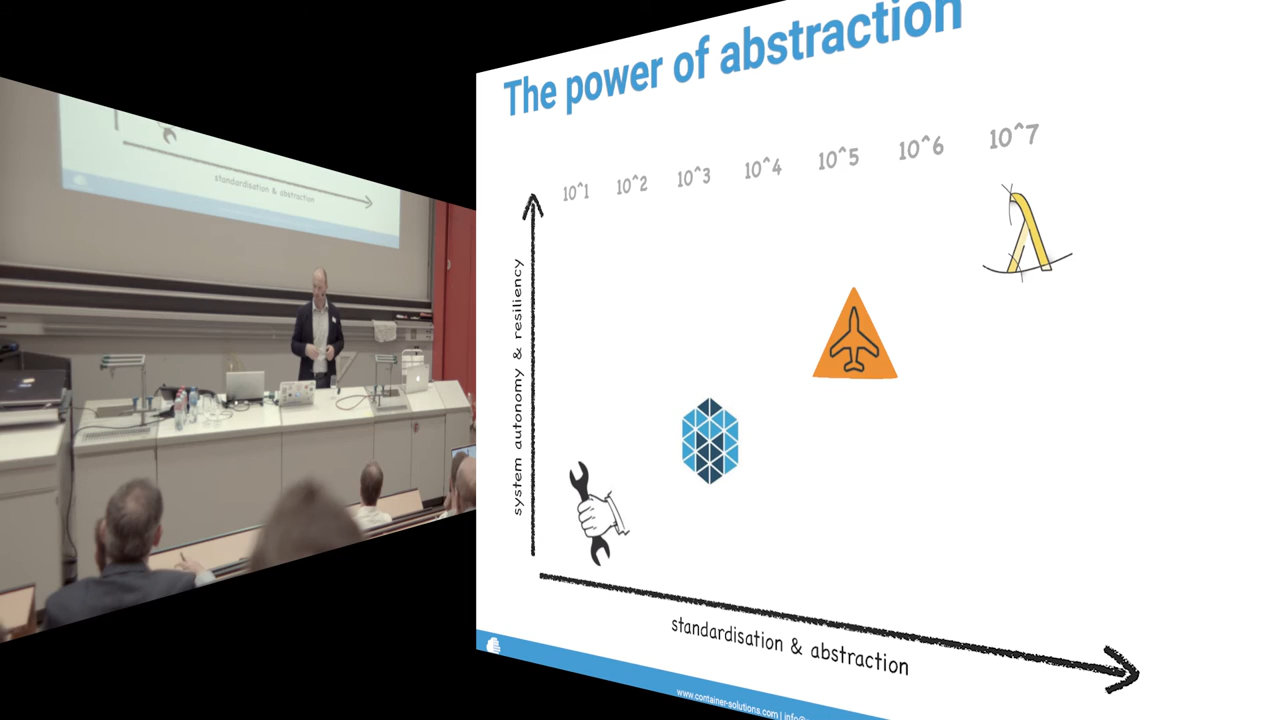 The power of abstraction
10^1 10^2 10^3 10^4 10^5 10^6 10^7
system autonomy & resiliency
standardisation & abstraction
www.container-solutions.com | info@
standardisation & abstraction